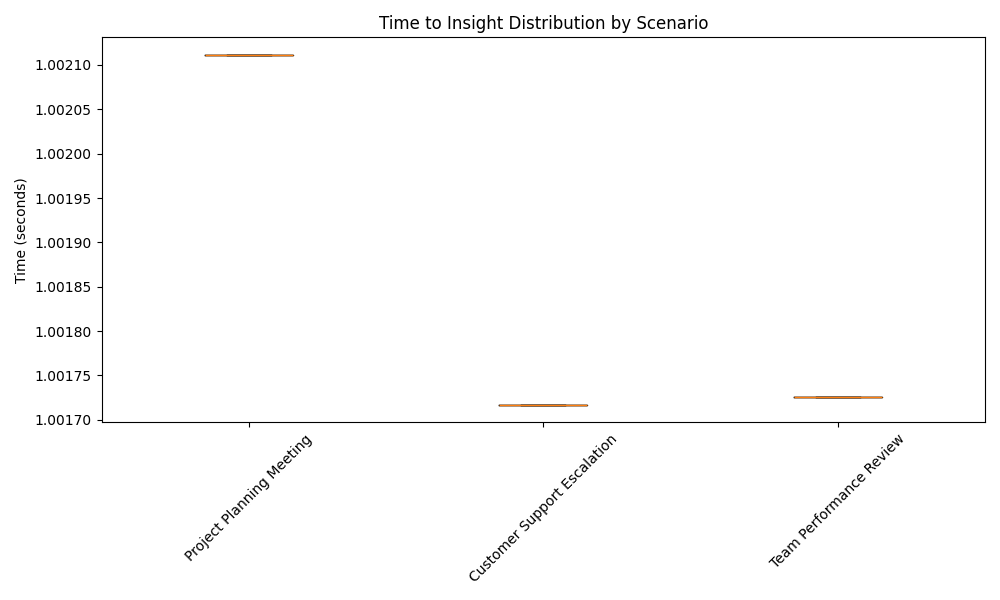 Time to Insight Distribution by Scenario
Time (seconds)
1.00210
1.00205
1.00200
1.00195
1.00190
1.00185
1.00180
1.00175
1.00170
Project Planning Meeting
Customer Support Escalation
Team Performance Review